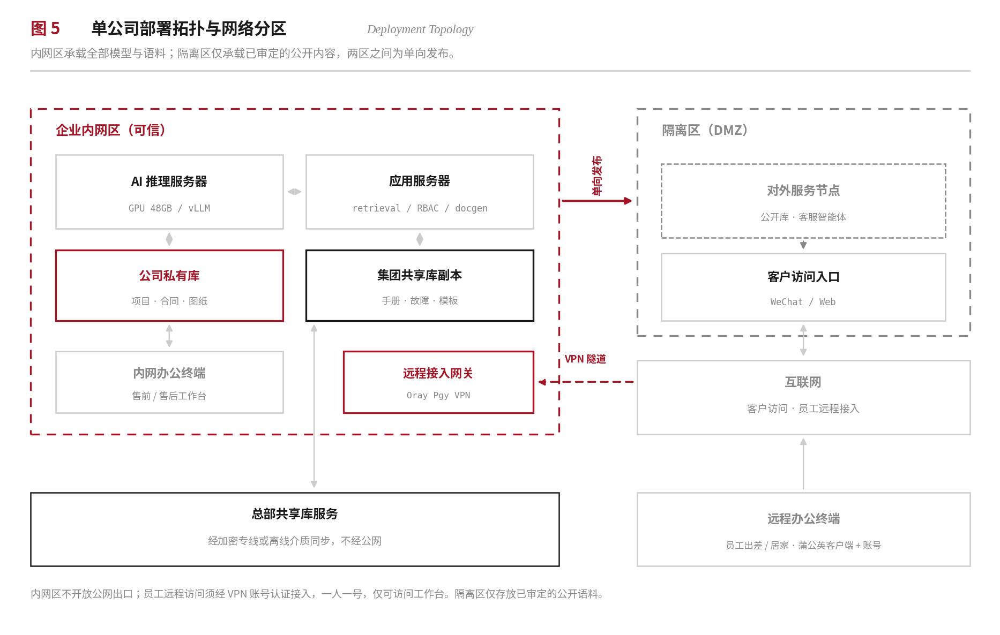 图 5 单公司部署拓扑与网络分区 Deployment Topology
内网区承载全部模型与语料；隔离区仅承载已审定的公开内容，两区之间为单向发布。
企业内网区（可信）
AI 推理服务器
GPU 48GB / vLLM
应用服务器
retrieval / RBAC / docgen
公司私有库
项目 · 合同 · 图纸
集团共享库副本
手册 · 故障 · 模板
内网办公终端
售前 / 售后工作台
远程接入网关
Oray Pgy VPN
单向发布
VPN 隧道
隔离区（DMZ）
对外服务节点
公开库 · 客服智能体
客户访问入口
WeChat / Web
互联网
客户访问 · 员工远程接入
总部共享库服务
经加密专线或离线介质同步，不经公网
远程办公终端
员工出差 / 居家 · 蒲公英客户端 + 账号
内网区不开放公网出口；员工远程访问须经 VPN 账号认证接入，一人一号，仅可访问工作台。隔离区仅存放已审定的公开语料。